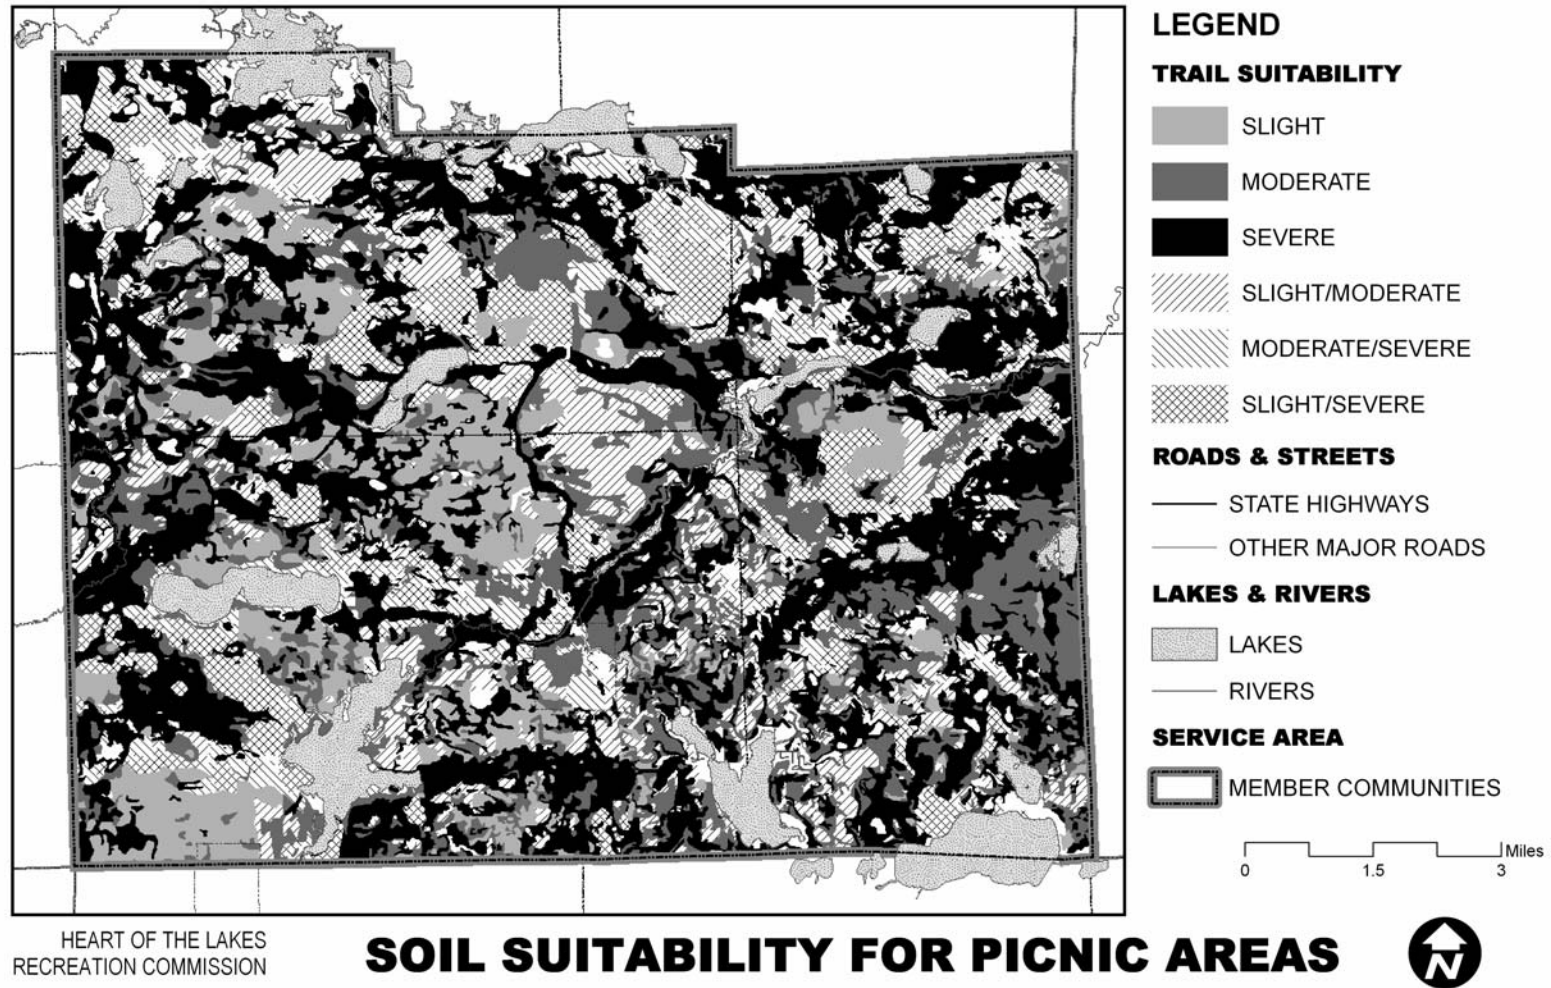 LEGEND
TRAIL SUITABILITY
SLIGHT
MODERATE
SEVERE
SLIGHT/MODERATE
MODERATE/SEVERE
SLIGHT/SEVERE
ROADS & STREETS
STATE HIGHWAYS
OTHER MAJOR ROADS
LAKES & RIVERS
LAKES
RIVERS
SERVICE AREA
MEMBER COMMUNITIES
Miles
0 1.5 3
HEART OF THE LAKES
RECREATION COMMISSION
SOIL SUITABILITY FOR PICNIC AREAS
N